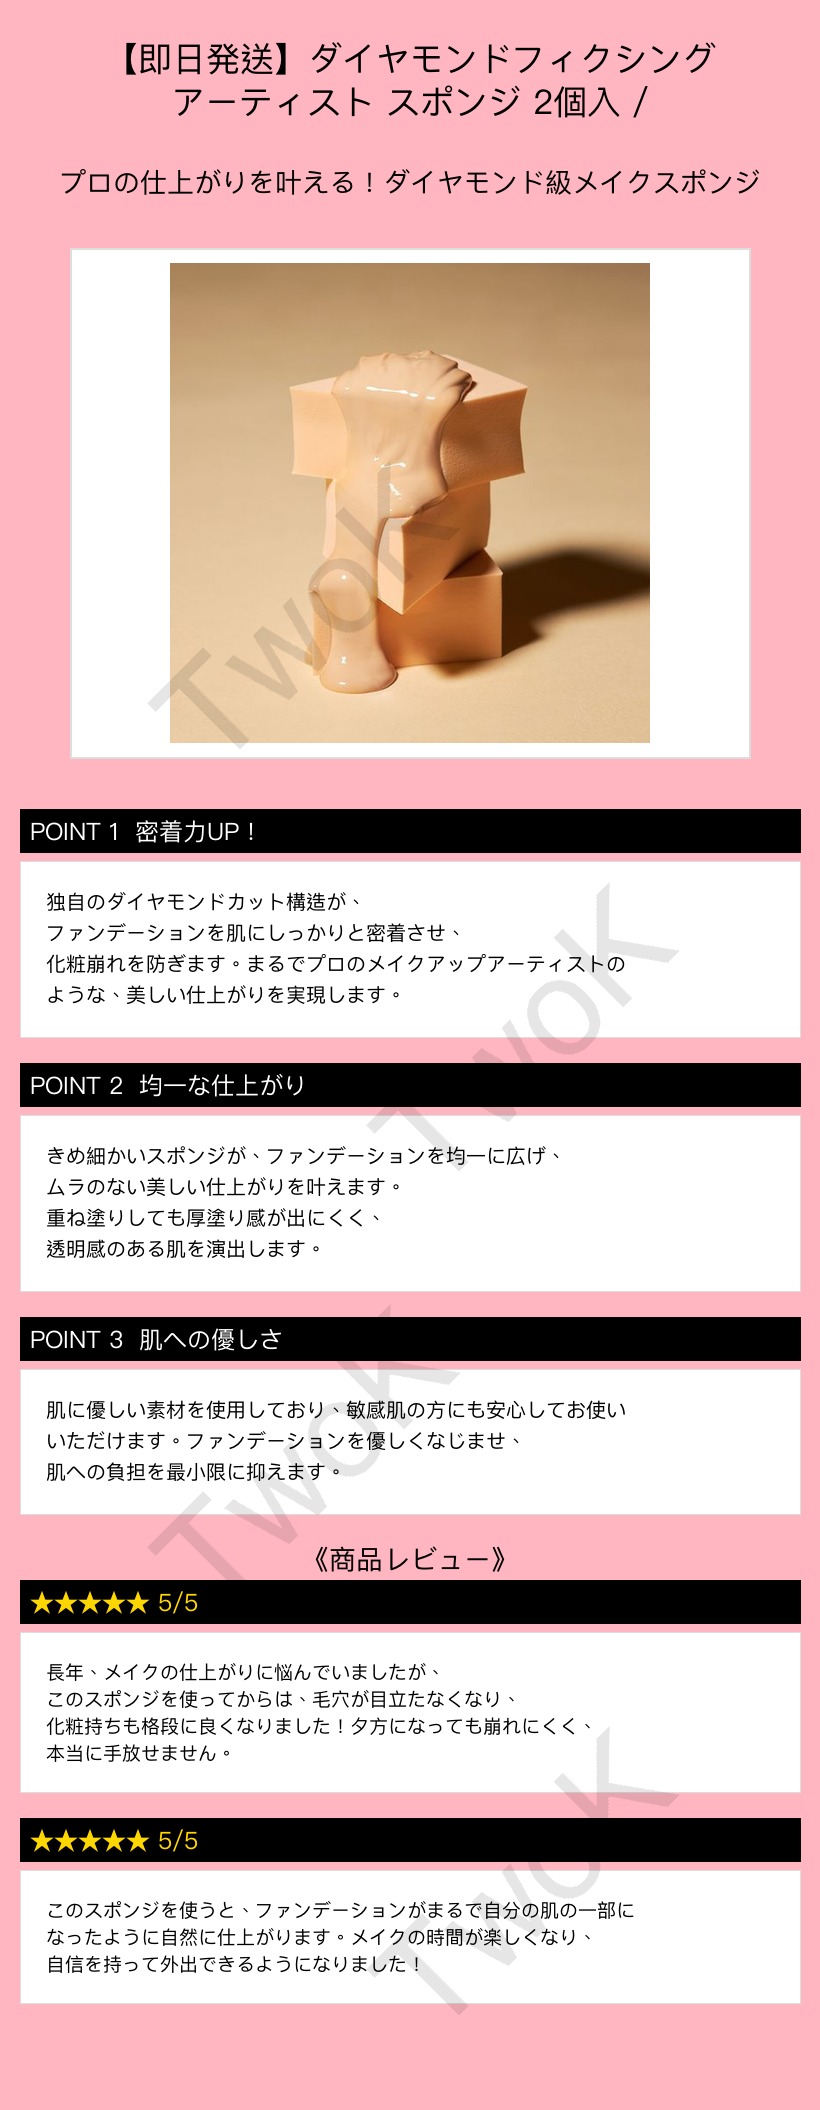 【即日発送】ダイヤモンドフィクシング
アーティスト スポンジ 2個入 /
プロの仕上がりを叶える！ダイヤモンド級メイクスポンジ
TwoK
POINT 1 密着力UP！
独自のダイヤモンドカット構造が、
ファンデーションを肌にしっかりと密着させ、
化粧崩れを防ぎます。まるでプロのメイクアップアーティストの
ような、美しい仕上がりを実現します。
TwoK
POINT 2 均一な仕上がり
きめ細かいスポンジが、ファンデーションを均一に広げ、
ムラのない美しい仕上がりを叶えます。
重ね塗りしても厚塗り感が出にくく、
透明感のある肌を演出します。
POINT 3 肌への優しさ
肌に優しい素材を使用しており、敏感肌の方にも安心してお使い
いただけます。ファンデーションを優しくなじませ、
肌への負担を最小限に抑えます。
TwoK
《商品レビュー》
★★★★★ 5/5
長年、メイクの仕上がりに悩んでいましたが、
このスポンジを使ってからは、毛穴が目立たなくなり、
化粧持ちも格段に良くなりました！夕方になっても崩れにくく、
本当に手放せません。
★★★★★ 5/5
このスポンジを使うと、ファンデーションがまるで自分の肌の一部に
なったように自然に仕上がります。メイクの時間が楽しくなり、
自信を持って外出できるようになりました！
TwoK